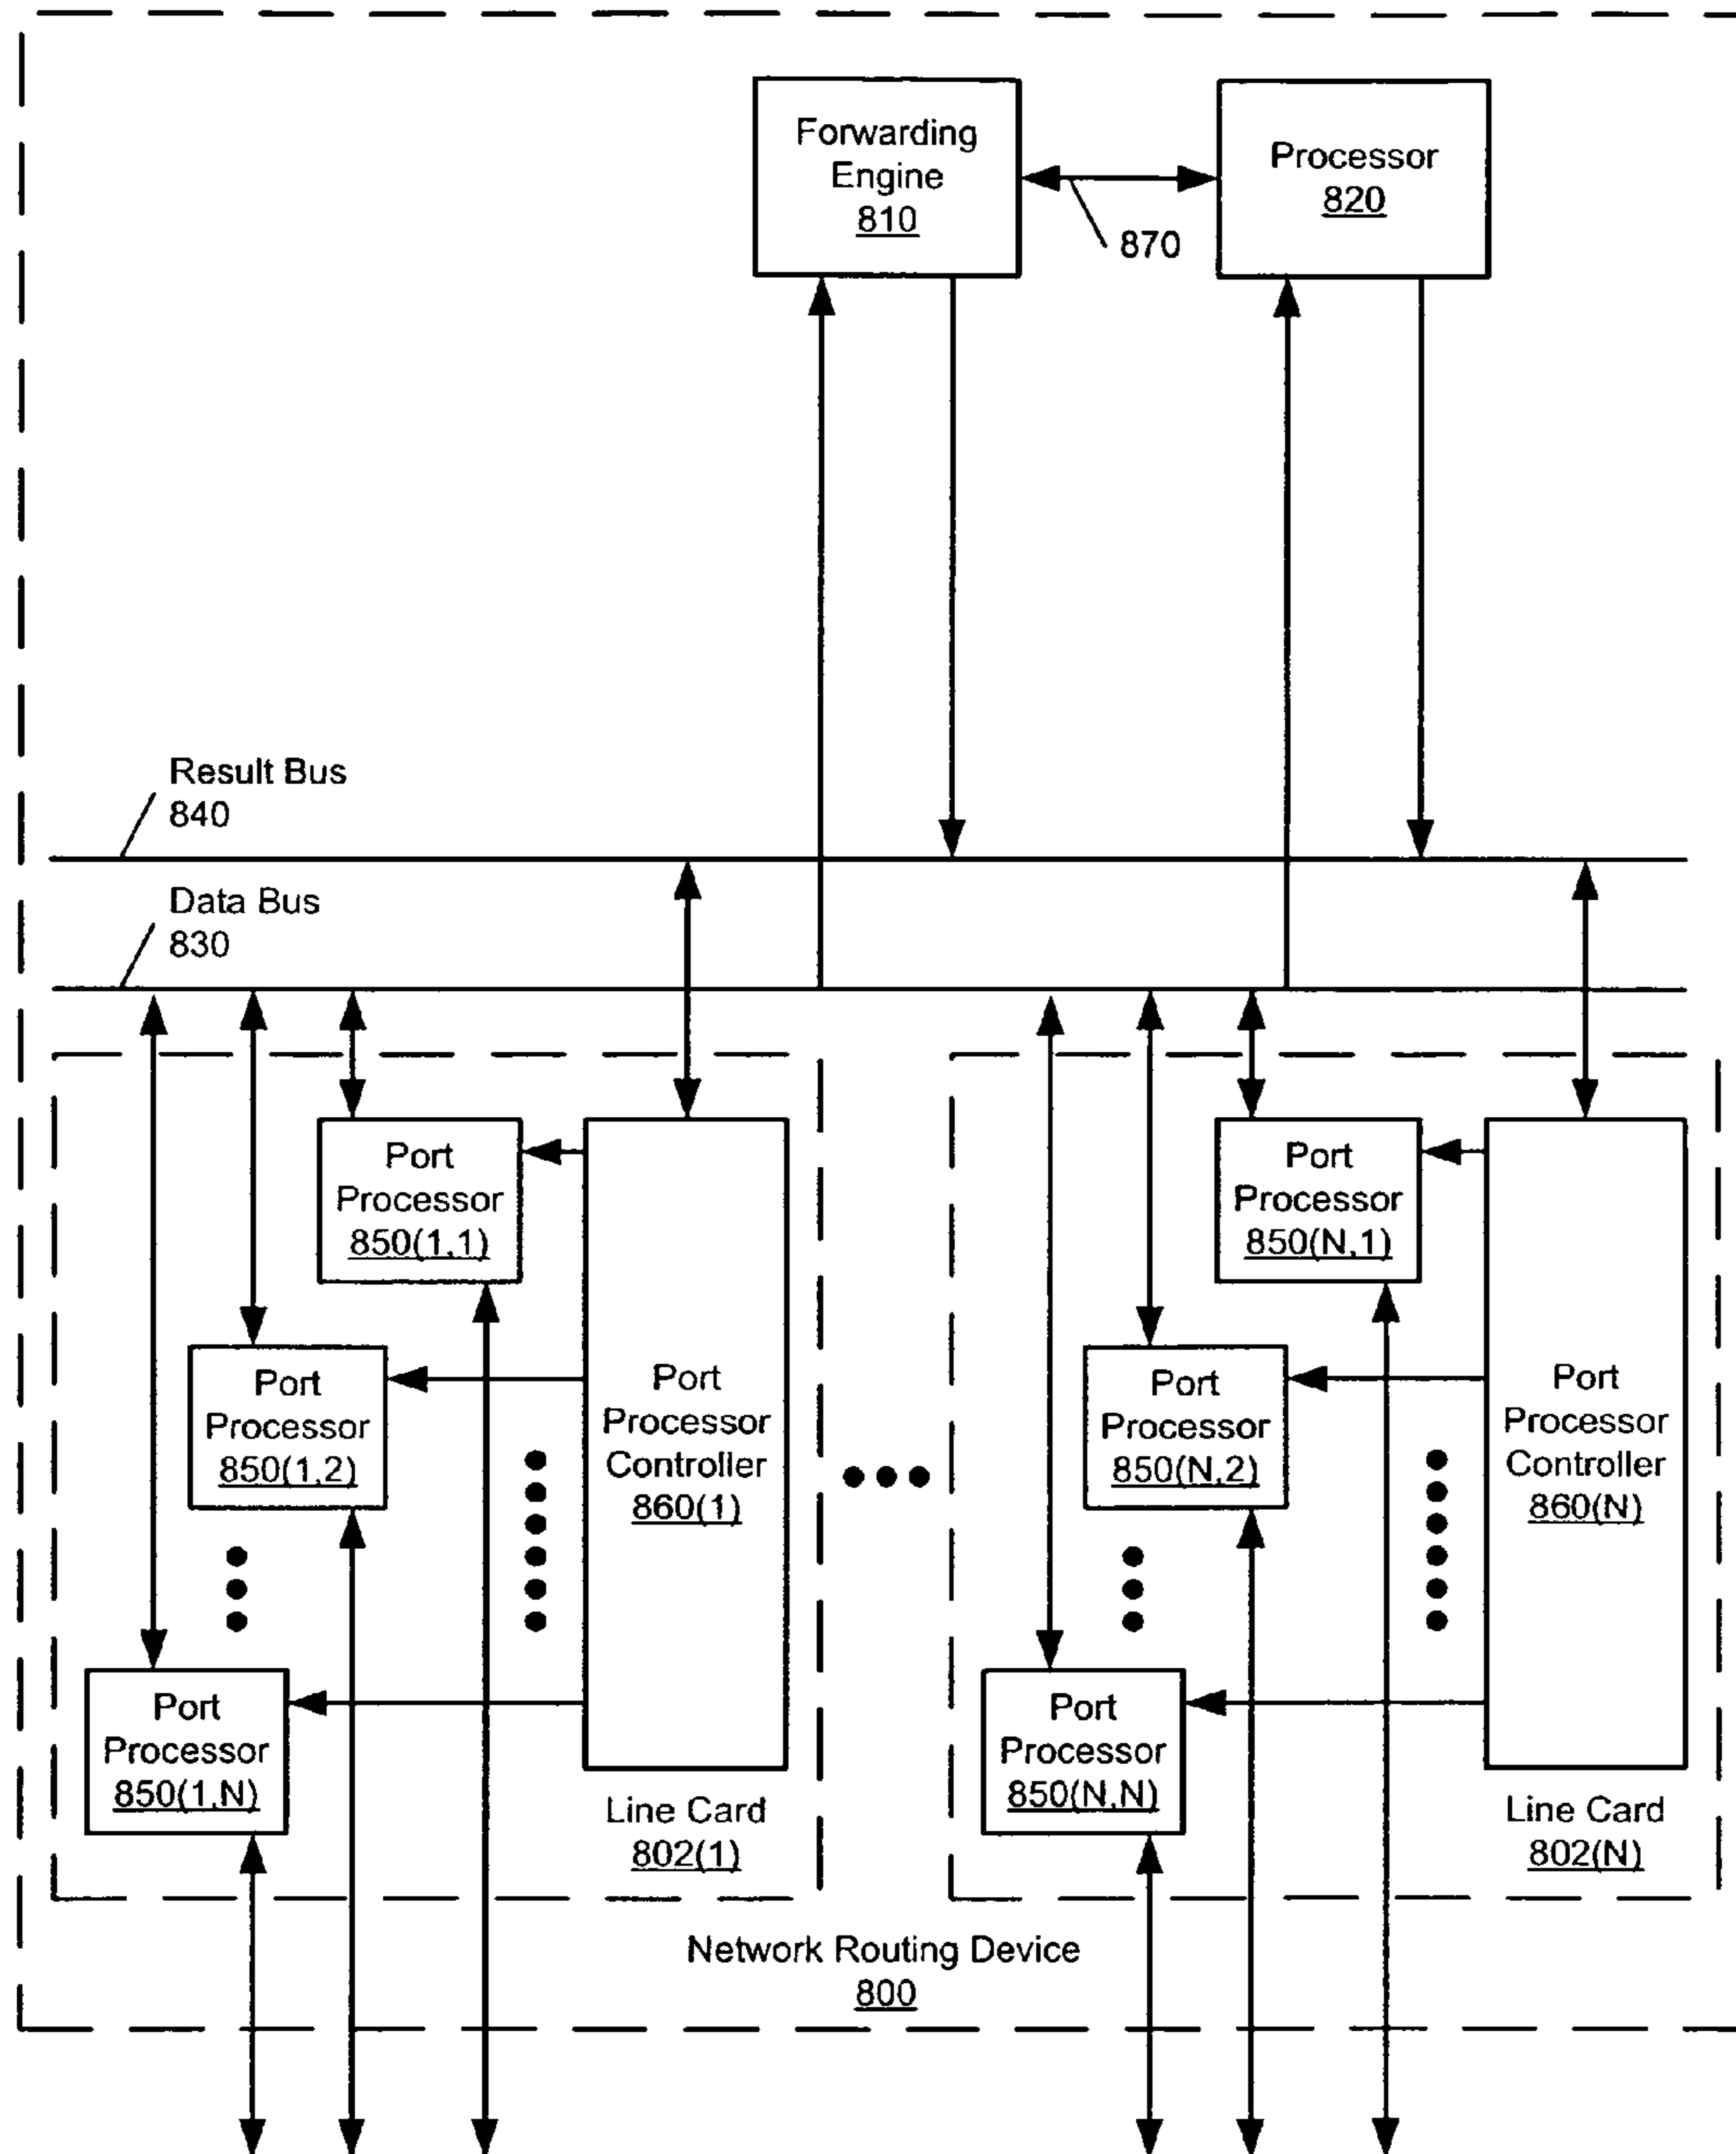 Forwarding
Engine
810
Processor
820
870
Result Bus
840
Data Bus
830
Port
Processor
850(1,1)
Port
Processor
850(1,2)
Port
Processor
850(1,N)
Port
Processor
Controller
860(1)
Line Card
802(1)
Port
Processor
850(N,1)
Port
Processor
850(N,2)
Port
Processor
850(N,N)
Port
Processor
Controller
860(N)
Line Card
802(N)
Network Routing Device
800